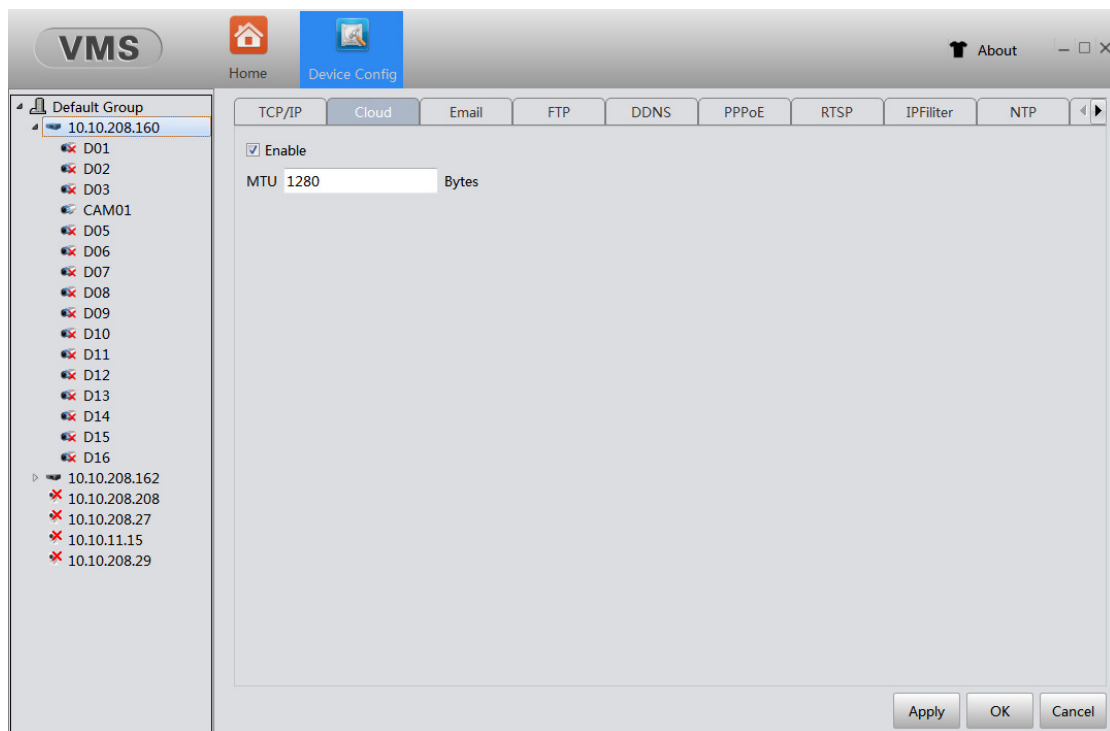 VMS
Home
Device Config
About
Default Group
10.10.208.160
D01
D02
D03
CAM01
D05
D06
D07
D08
D09
D10
D11
D12
D13
D14
D15
D16
10.10.208.162
10.10.208.208
10.10.208.27
10.10.11.15
10.10.208.29
TCP/IP Cloud Email FTP DDNS PPPoE RTSP IPFiliter NTP
Enable
MTU 1280 Bytes
Apply OK Cancel